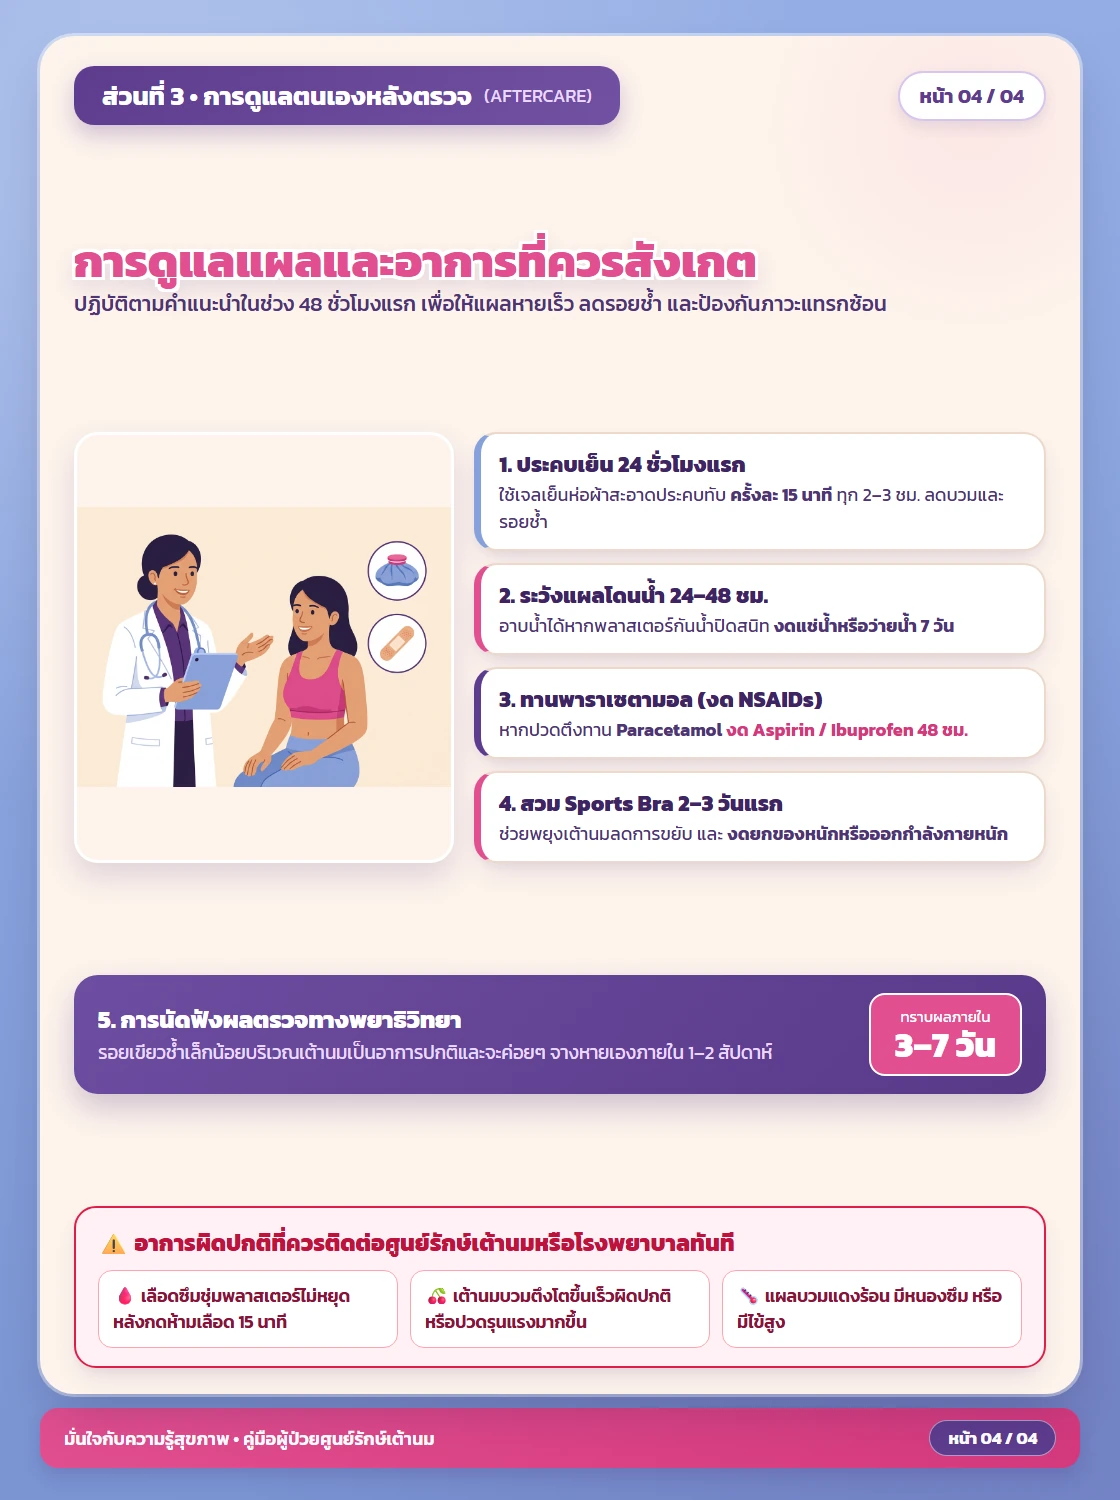 ส่วนที่ 3 • การดูแลตนเองหลังตรวจ (AFTERCARE)
หน้า 04 / 04
การดูแลแผลและอาการที่ควรสังเกต
ปฏิบัติตามคำแนะนำในช่วง 48 ชั่วโมงแรก เพื่อให้แผลหายเร็ว ลดรอยช้ำ และป้องกันภาวะแทรกซ้อน
1. ประคบเย็น 24 ชั่วโมงแรก
ใช้เจลเย็นห่อผ้าสะอาดประคบทับ ครั้งละ 15 นาที ทุก 2–3 ชม. ลดบวมและ
รอยช้ำ
2. ระวังแผลโดนน้ำ 24–48 ชม.
อาบน้ำได้หากพลาสเตอร์กันน้ำปิดสนิท งดแช่น้ำหรือว่ายน้ำ 7 วัน
3. ทานพาราเซตามอล (งด NSAIDs)
หากปวดตึงทาน Paracetamol งด Aspirin / Ibuprofen 48 ชม.
4. สวม Sports Bra 2–3 วันแรก
ช่วยพยุงเต้านมลดการขยับ และ งดยกของหนักหรือออกกำลังกายหนัก
5. การนัดฟังผลตรวจทางพยาธิวิทยา
รอยเขียวช้ำเล็กน้อยบริเวณเต้านมเป็นอาการปกติและจะค่อยๆ จางหายเองภายใน 1–2 สัปดาห์
ทราบผลภายใน
3–7 วัน
⚠️ อาการผิดปกติที่ควรติดต่อศูนย์รักษ์เต้านมหรือโรงพยาบาลทันที
🩸 เลือดซึมชุ่มพลาสเตอร์ไม่หยุด
หลังกดห้ามเลือด 15 นาที
🍒 เต้านมบวมตึงโตขึ้นเร็วผิดปกติ
หรือปวดรุนแรงมากขึ้น
🌡️ แผลบวมแดงร้อน มีหนองซึม หรือ
มีไข้สูง
มั่นใจกับความรู้สุขภาพ • คู่มือผู้ป่วยศูนย์รักษ์เต้านม
หน้า 04 / 04